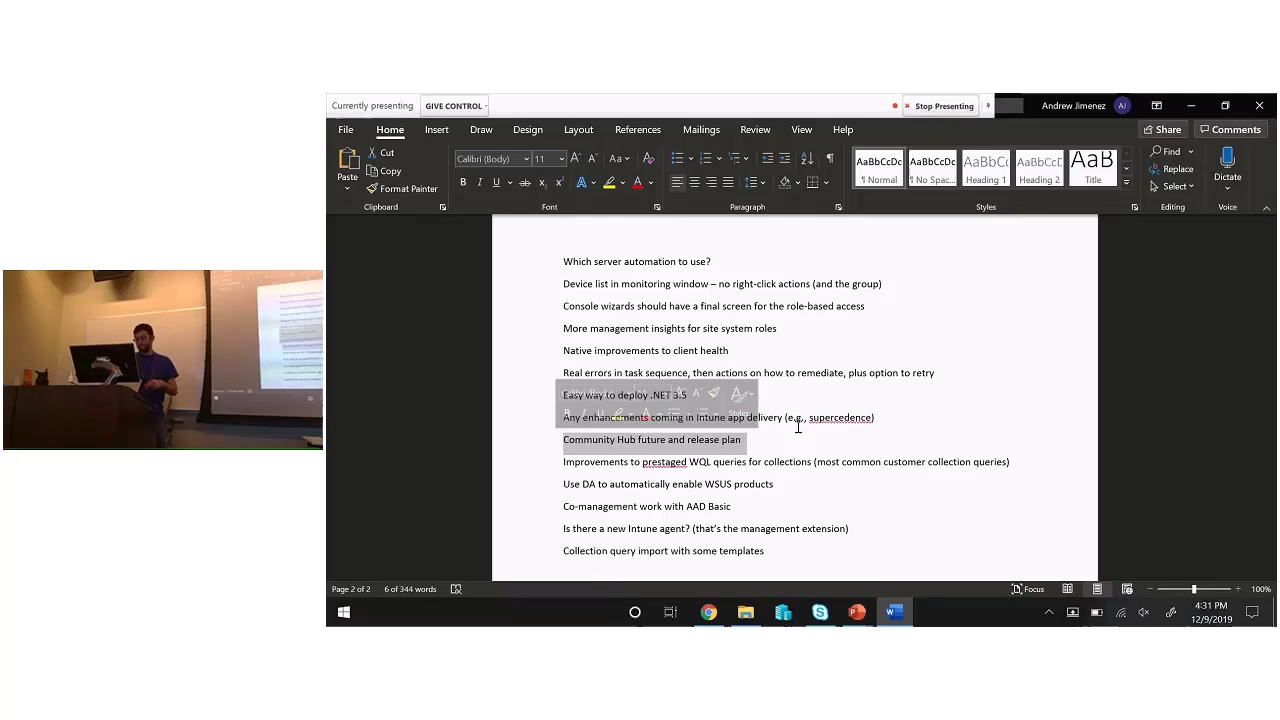 Currently presenting GIVE CONTROL Stop Presenting Andrew Jimenez AJ
File Home Insert Draw Design Layout References Mailings Review View Help Share Comments
Paste Cut Copy Format Painter
Calibri (Body) 11 Aa
B I U ab x₂ x² A A
AaBbCcDc AaBbCcDc AaBbCc AaBbCcD AaB
¶ Normal ¶ No Spac... Heading 1 Heading 2 Title
Find Replace Select Dictate
Clipboard Font Paragraph Styles Editing Voice
Which server automation to use?
Device list in monitoring window – no right-click actions (and the group)
Console wizards should have a final screen for the role-based access
More management insights for site system roles
Native improvements to client health
Real errors in task sequence, then actions on how to remediate, plus option to retry
Easy way to deploy .NET 3.5
Any enhancements coming in Intune app delivery (e.g., supercedence)
Community Hub future and release plan
Improvements to prestaged WQL queries for collections (most common customer collection queries)
Use DA to automatically enable WSUS products
Co-management work with AAD Basic
Is there a new Intune agent? (that's the management extension)
Collection query import with some templates
Page 2 of 2 6 of 344 words Focus 100%
4:31 PM
12/9/2019